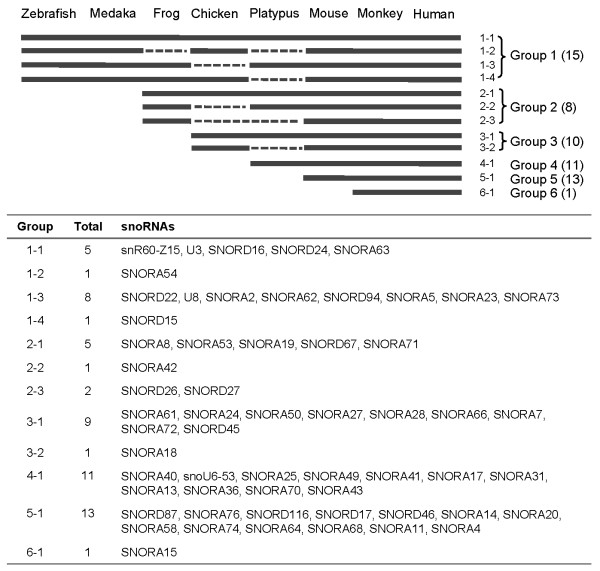 Zebrafish Medaka Frog Chicken Platypus Mouse Monkey Human
1-1
1-2
1-3
1-4
Group 1 (15)
2-1
2-2
2-3
Group 2 (8)
3-1
3-2
Group 3 (10)
4-1 Group 4 (11)
5-1 Group 5 (13)
6-1 Group 6 (1)
Group Total snoRNAs
1-1 5 snR60-Z15, U3, SNORD16, SNORD24, SNORA63
1-2 1 SNORA54
1-3 8 SNORD22, U8, SNORA2, SNORA62, SNORD94, SNORA5, SNORA23, SNORA73
1-4 1 SNORD15
2-1 5 SNORA8, SNORA53, SNORA19, SNORD67, SNORA71
2-2 1 SNORA42
2-3 2 SNORD26, SNORD27
3-1 9 SNORA61, SNORA24, SNORA50, SNORA27, SNORA28, SNORA66, SNORA7,
SNORA72, SNORD45
3-2 1 SNORA18
4-1 11 SNORA40, snoU6-53, SNORA25, SNORA49, SNORA41, SNORA17, SNORA31,
SNORA13, SNORA36, SNORA70, SNORA43
5-1 13 SNORD87, SNORA76, SNORD116, SNORD17, SNORD46, SNORA14, SNORA20,
SNORA58, SNORA74, SNORA64, SNORA68, SNORA11, SNORA4
6-1 1 SNORA15